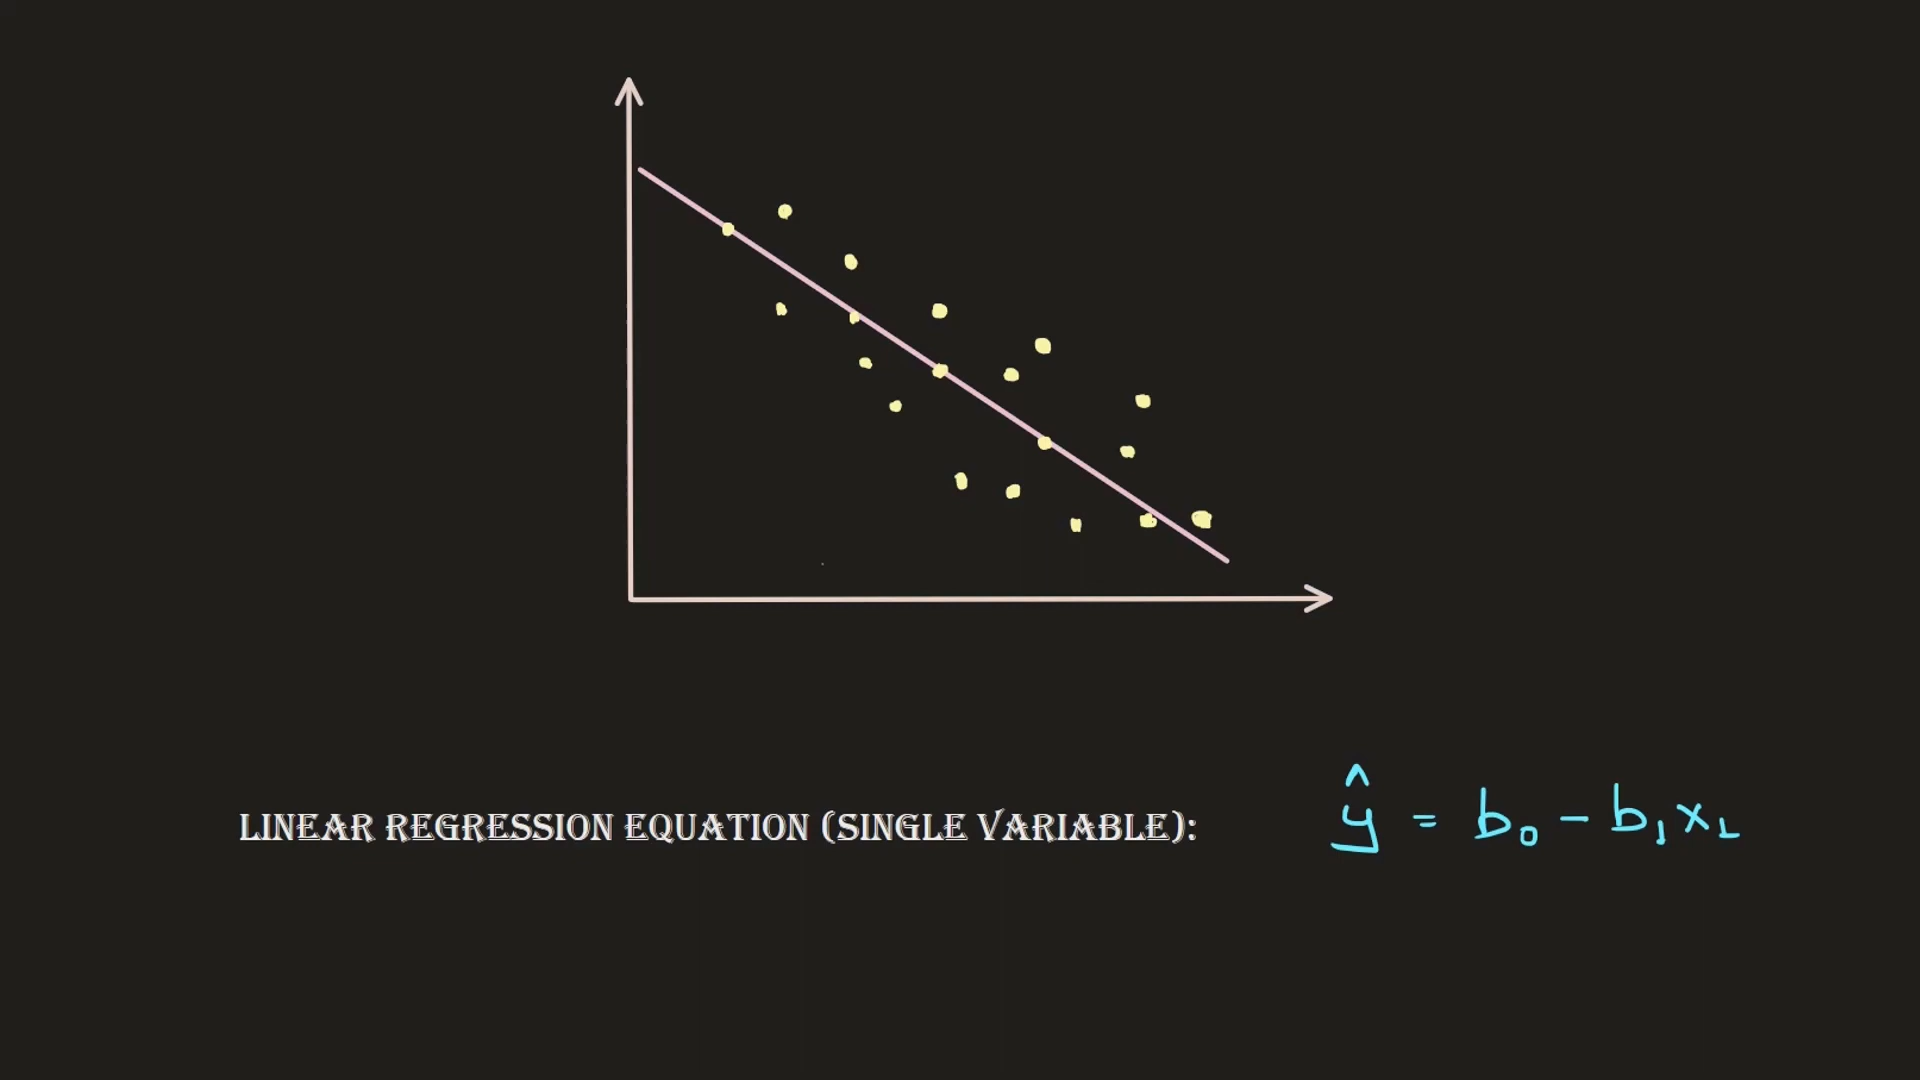 LINEAR REGRESSION EQUATION (SINGLE VARIABLE): ŷ = b₀ - b₁x₁